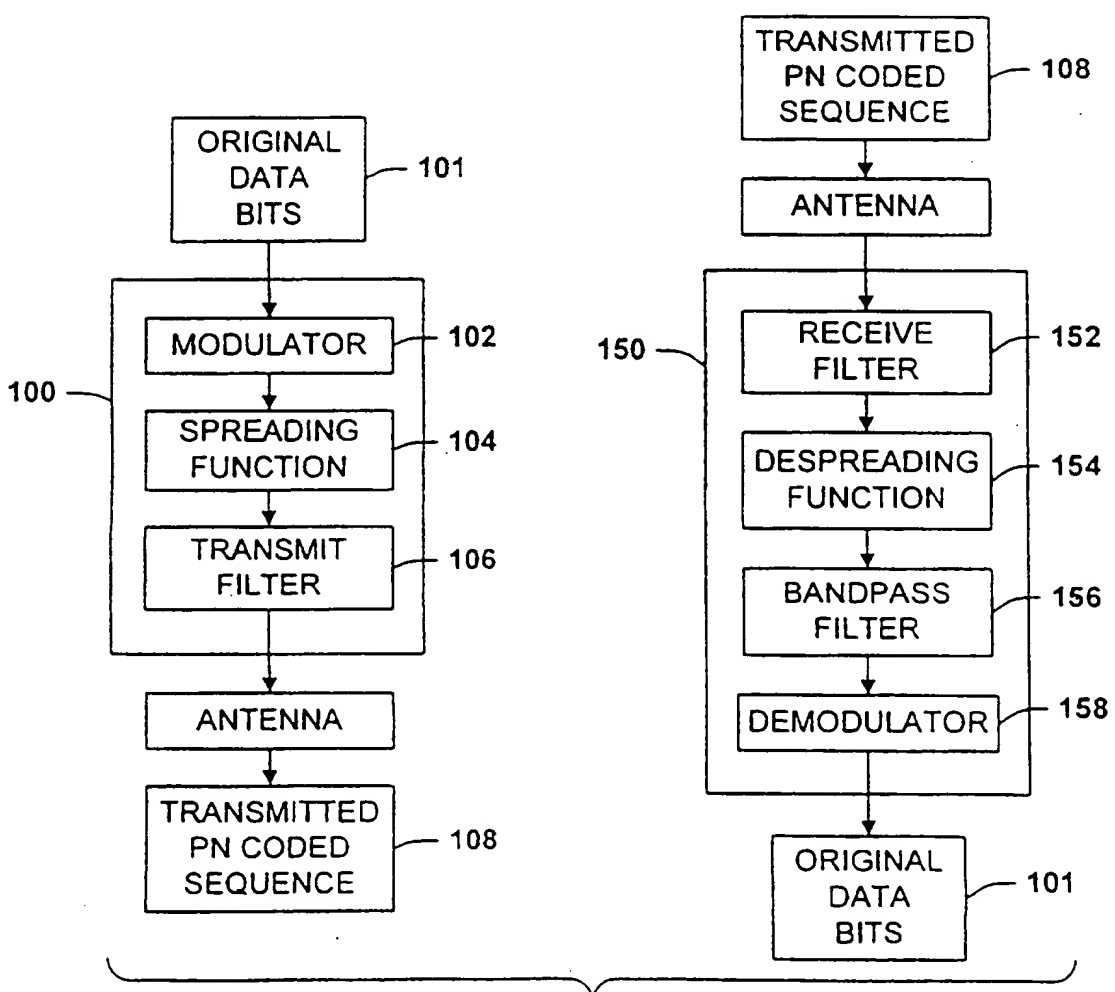 ORIGINAL
DATA
BITS
101
100
MODULATOR
102
SPREADING
FUNCTION
104
TRANSMIT
FILTER
106
ANTENNA
TRANSMITTED
PN CODED
SEQUENCE
108
TRANSMITTED
PN CODED
SEQUENCE
108
ANTENNA
150
RECEIVE
FILTER
152
DESPREADING
FUNCTION
154
BANDPASS
FILTER
156
DEMODULATOR
158
ORIGINAL
DATA
BITS
101